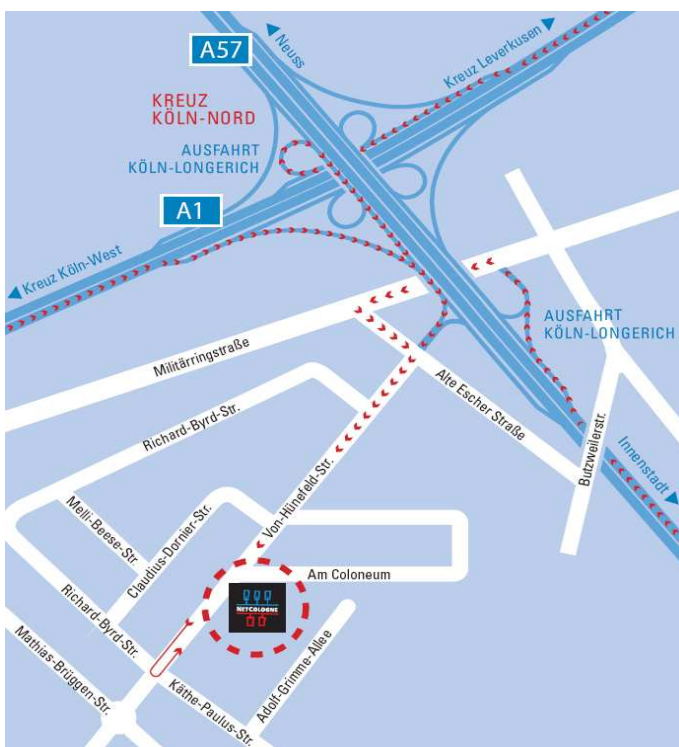 A57
Neuss
Kreuz Leverkusen
KREUZ
KÖLN-NORD
AUSFAHRT
KÖLN-LONGERICH
A1
Kreuz Köln-West
AUSFAHRT
KÖLN-LONGERICH
Militärringstraße
Alte Escher Straße
Butzweilerstr.
Innenstadt
Richard-Byrd-Str.
Von-Hünefeld-Str.
Melli-Beese-Str.
Claudius-Dornier-Str.
Am Coloneum
NETCOLOGNE
Richard-Byrd-Str.
Mathias-Brüggen-Str.
Käthe-Paulus-Str.
Adolf-Grimme-Allee